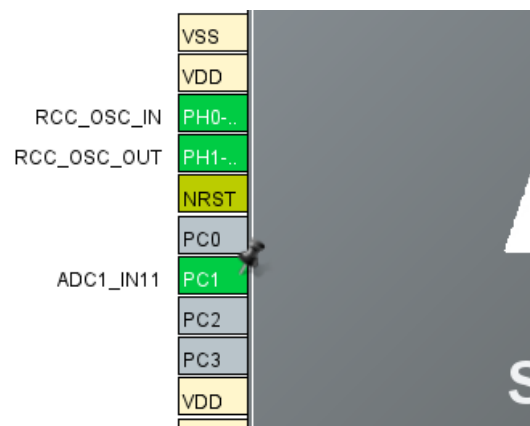 VSS
VDD
RCC_OSC_IN PH0-..
RCC_OSC_OUT PH1-..
NRST
PC0
ADC1_IN11 PC1
PC2
PC3
VDD
S